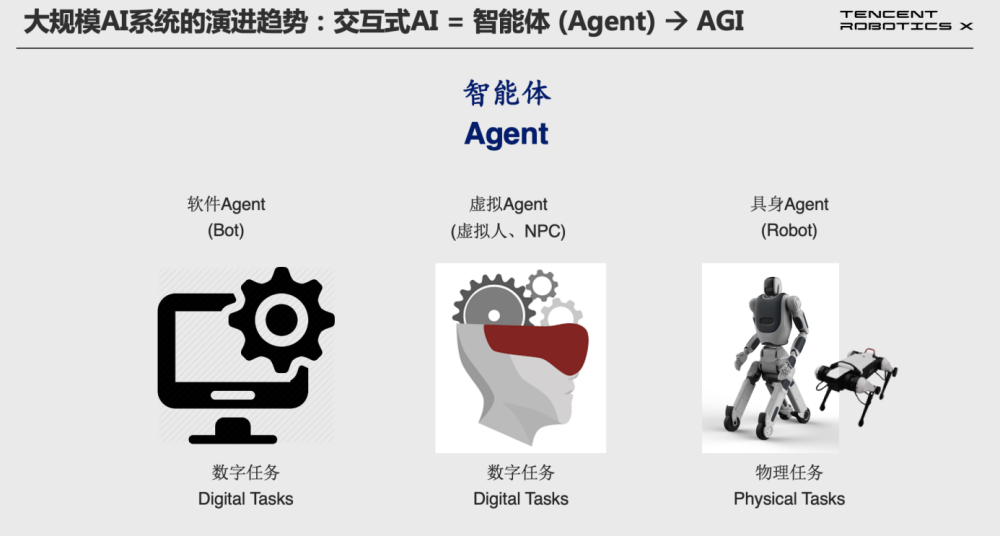 大规模AI系统的演进趋势：交互式AI = 智能体 (Agent) → AGI
TENCENT
ROBOTICS X
智能体
Agent
软件Agent
(Bot)
虚拟Agent
(虚拟人、NPC)
具身Agent
(Robot)
数字任务
Digital Tasks
数字任务
Digital Tasks
物理任务
Physical Tasks